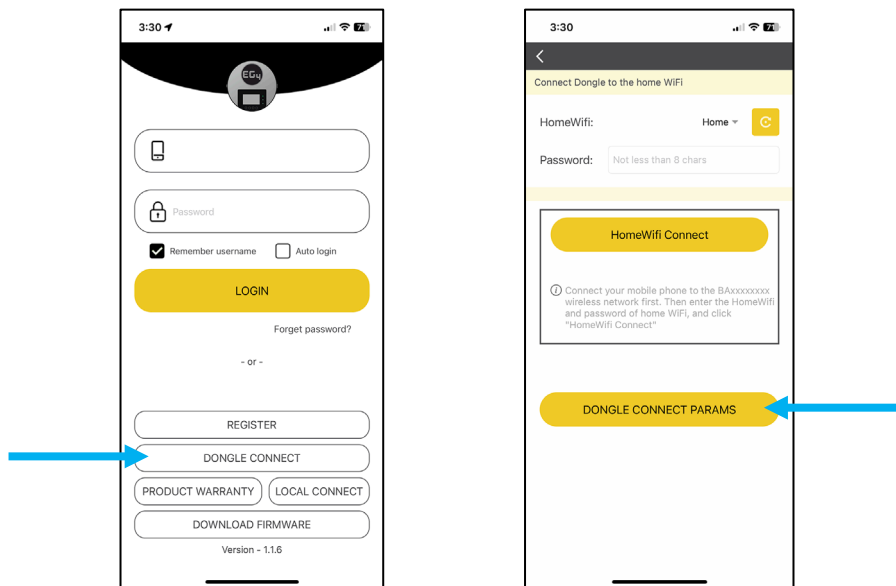 3:30
71
EG4
Password
Remember username
Auto login
LOGIN
Forget password?
- or -
REGISTER
DONGLE CONNECT
PRODUCT WARRANTY
LOCAL CONNECT
DOWNLOAD FIRMWARE
Version - 1.1.6
3:30
71
Connect Dongle to the home WiFi
HomeWifi:
Home
Password:
Not less than 8 chars
HomeWifi Connect
Connect your mobile phone to the BAxxxxxxxx
wireless network first. Then enter the HomeWifi
and password of home WiFi, and click
"HomeWifi Connect"
DONGLE CONNECT PARAMS